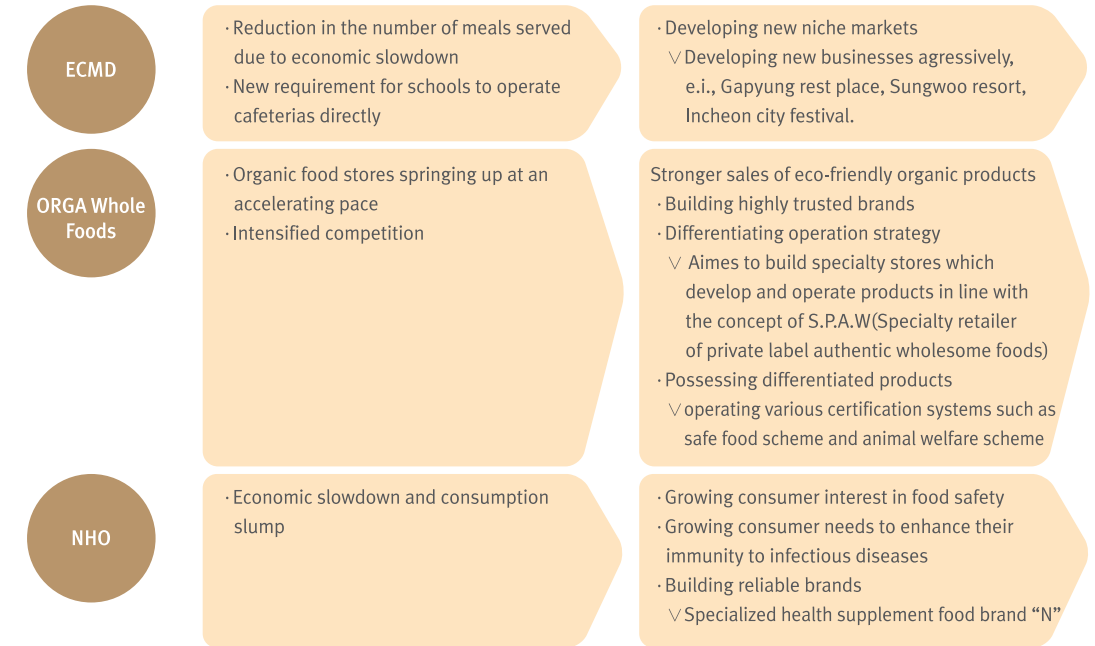 ECMD
· Reduction in the number of meals served
due to economic slowdown
· New requirement for schools to operate
cafeterias directly
· Developing new niche markets
∨ Developing new businesses agressively,
e.i., Gapyung rest place, Sungwoo resort,
Incheon city festival.
ORGA Whole
Foods
· Organic food stores springing up at an
accelerating pace
· Intensified competition
Stronger sales of eco-friendly organic products
· Building highly trusted brands
· Differentiating operation strategy
∨ Aimes to build specialty stores which
develop and operate products in line with
the concept of S.P.A.W(Specialty retailer
of private label authentic wholesome foods)
· Possessing differentiated products
∨ operating various certification systems such as
safe food scheme and animal welfare scheme
NHO
· Economic slowdown and consumption
slump
· Growing consumer interest in food safety
· Growing consumer needs to enhance their
immunity to infectious diseases
· Building reliable brands
∨ Specialized health supplement food brand “N”